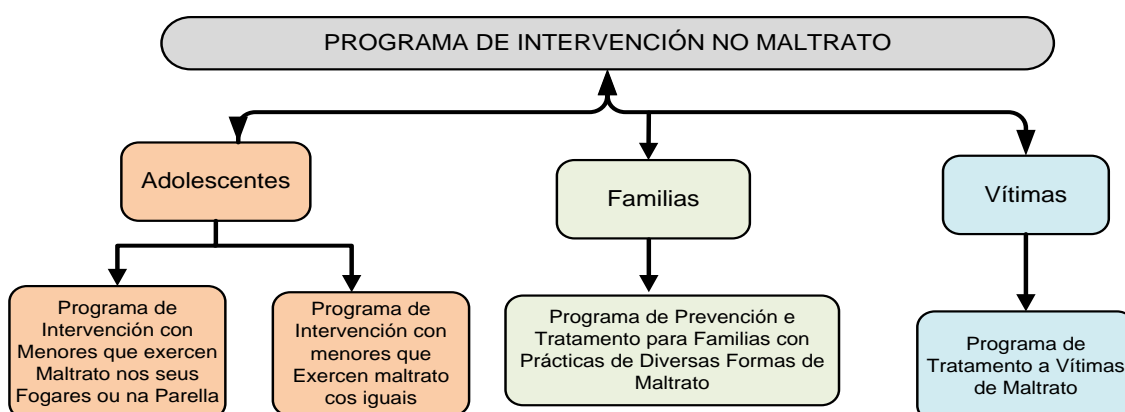 PROGRAMA DE INTERVENCIÓN NO MALTRATO
Adolescentes
Familias
Vítimas
Programa de
Intervención con
Menores que exercen
Maltrato nos seus
Fogares ou na Parella
Programa de
Intervención con
menores que
Exercen maltrato
cos iguais
Programa de Prevención e
Tratamento para Familias con
Prácticas de Diversas Formas de
Maltrato
Programa de
Tratamento a Vítimas
de Maltrato